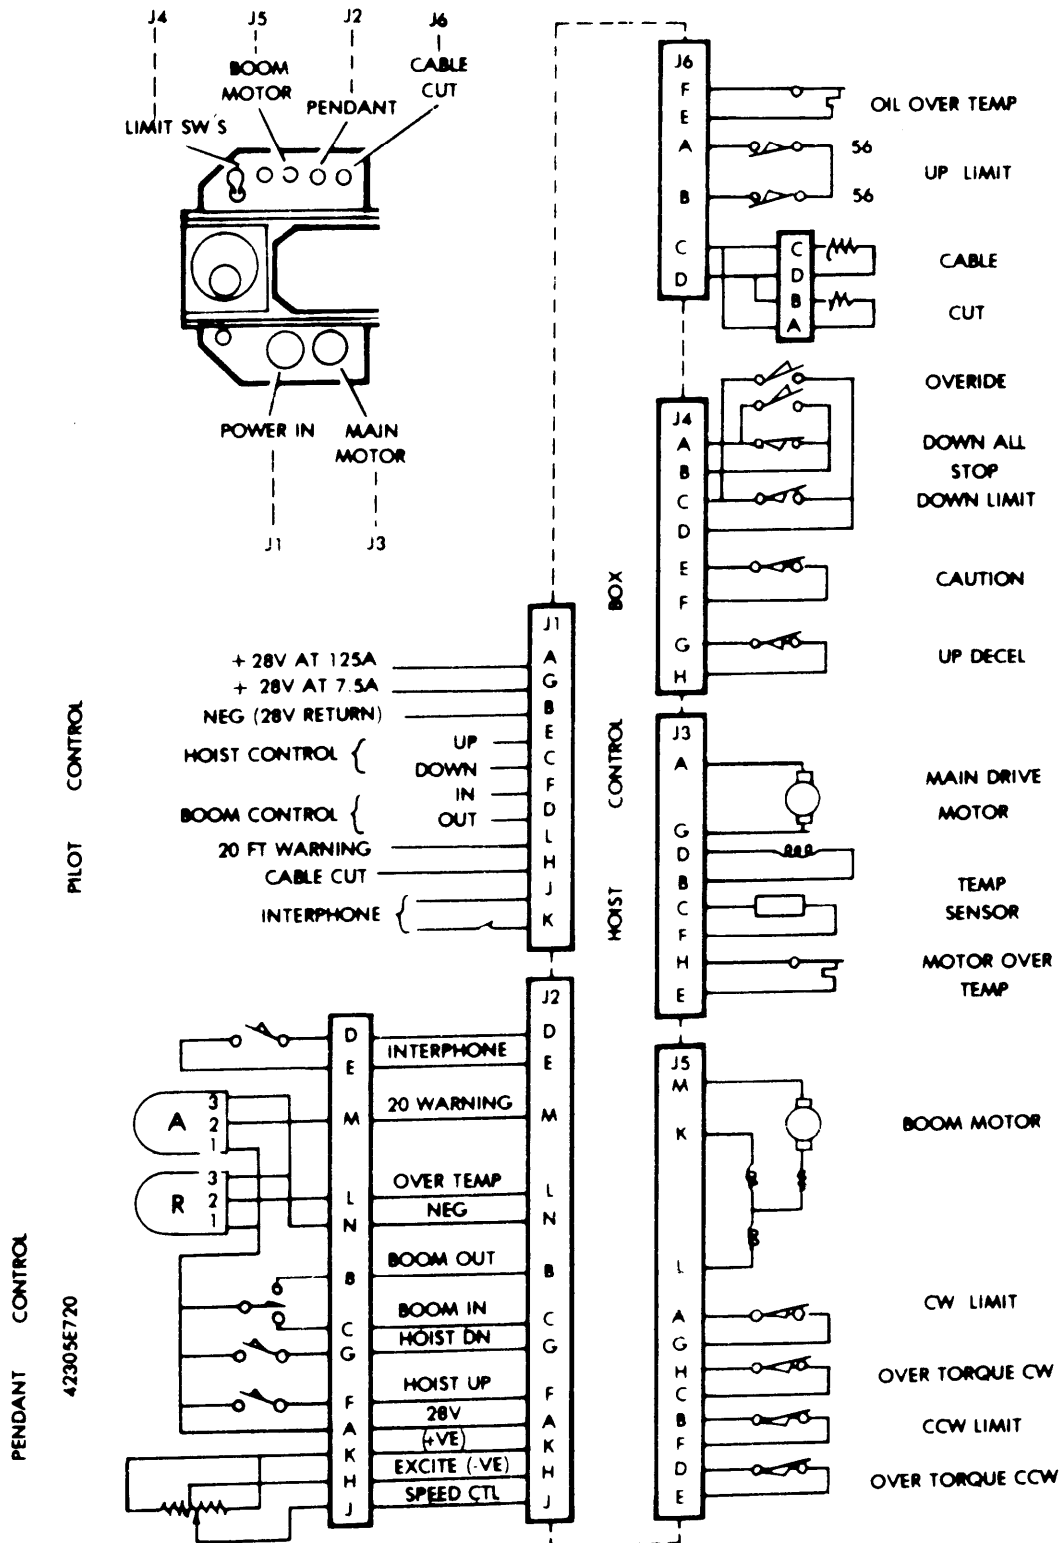 J4
J5
J2
J6
BOOM
MOTOR
CABLE
CUT
PENDANT
LIMIT SW'S
POWER IN
MAIN
MOTOR
J1
J3
PILOT CONTROL
J1
+ 28V AT 125A
A
+ 28V AT 7.5A
G
NEG (28V RETURN)
B
HOIST CONTROL {
UP
E
DOWN
C
BOOM CONTROL {
IN
F
OUT
D
20 FT WARNING
L
CABLE CUT
H
INTERPHONE {
J
K
PENDANT CONTROL
42305E720
J2
D
INTERPHONE
D
E
E
A
3
2
1
M
20 WARNING
M
R
3
2
1
L
OVER TEMP
L
N
NEG
N
B
BOOM OUT
B
C
BOOM IN
C
G
HOIST DN
G
F
HOIST UP
F
A
28V
A
K
(+VE)
K
H
EXCITE (-VE)
H
J
SPEED CTL
J
HOIST CONTROL BOX
J6
F
E
OIL OVER TEMP
A
56
UP LIMIT
B
56
C
D
C
D
B
A
CABLE
CUT
J4
OVERIDE
A
DOWN ALL
B
STOP
C
DOWN LIMIT
D
E
CAUTION
F
G
UP DECEL
H
J3
A
MAIN DRIVE
MOTOR
G
D
B
TEMP
C
SENSOR
F
H
MOTOR OVER
TEMP
E
J5
M
K
BOOM MOTOR
L
A
CW LIMIT
G
H
OVER TORQUE CW
C
B
CCW LIMIT
F
D
OVER TORQUE CCW
E